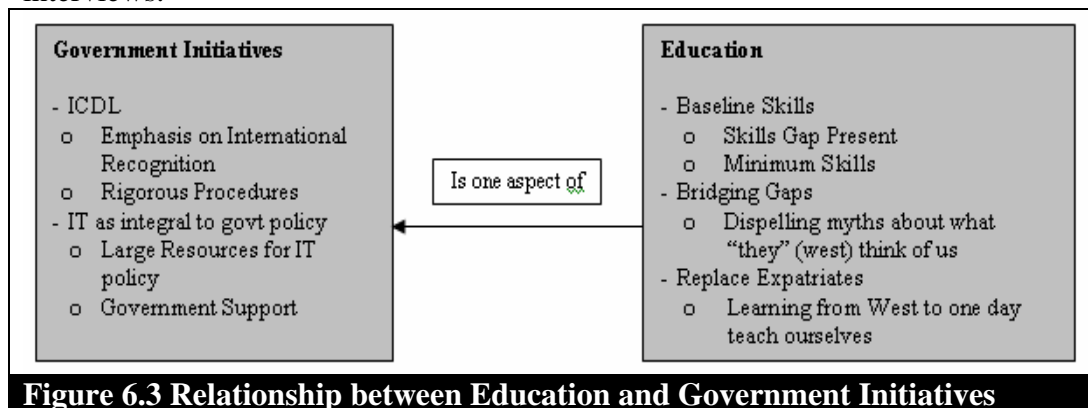 interviews.
Government Initiatives
- ICDL
o Emphasis on International
Recognition
o Rigorous Procedures
- IT as integral to govt policy
o Large Resources for IT
policy
o Government Support
Is one aspect of
Education
- Baseline Skills
o Skills Gap Present
o Minimum Skills
- Bridging Gaps
o Dispelling myths about what
“they” (west) think of us
- Replace Expatriates
o Learning from West to one day
teach ourselves
Figure 6.3 Relationship between Education and Government Initiatives